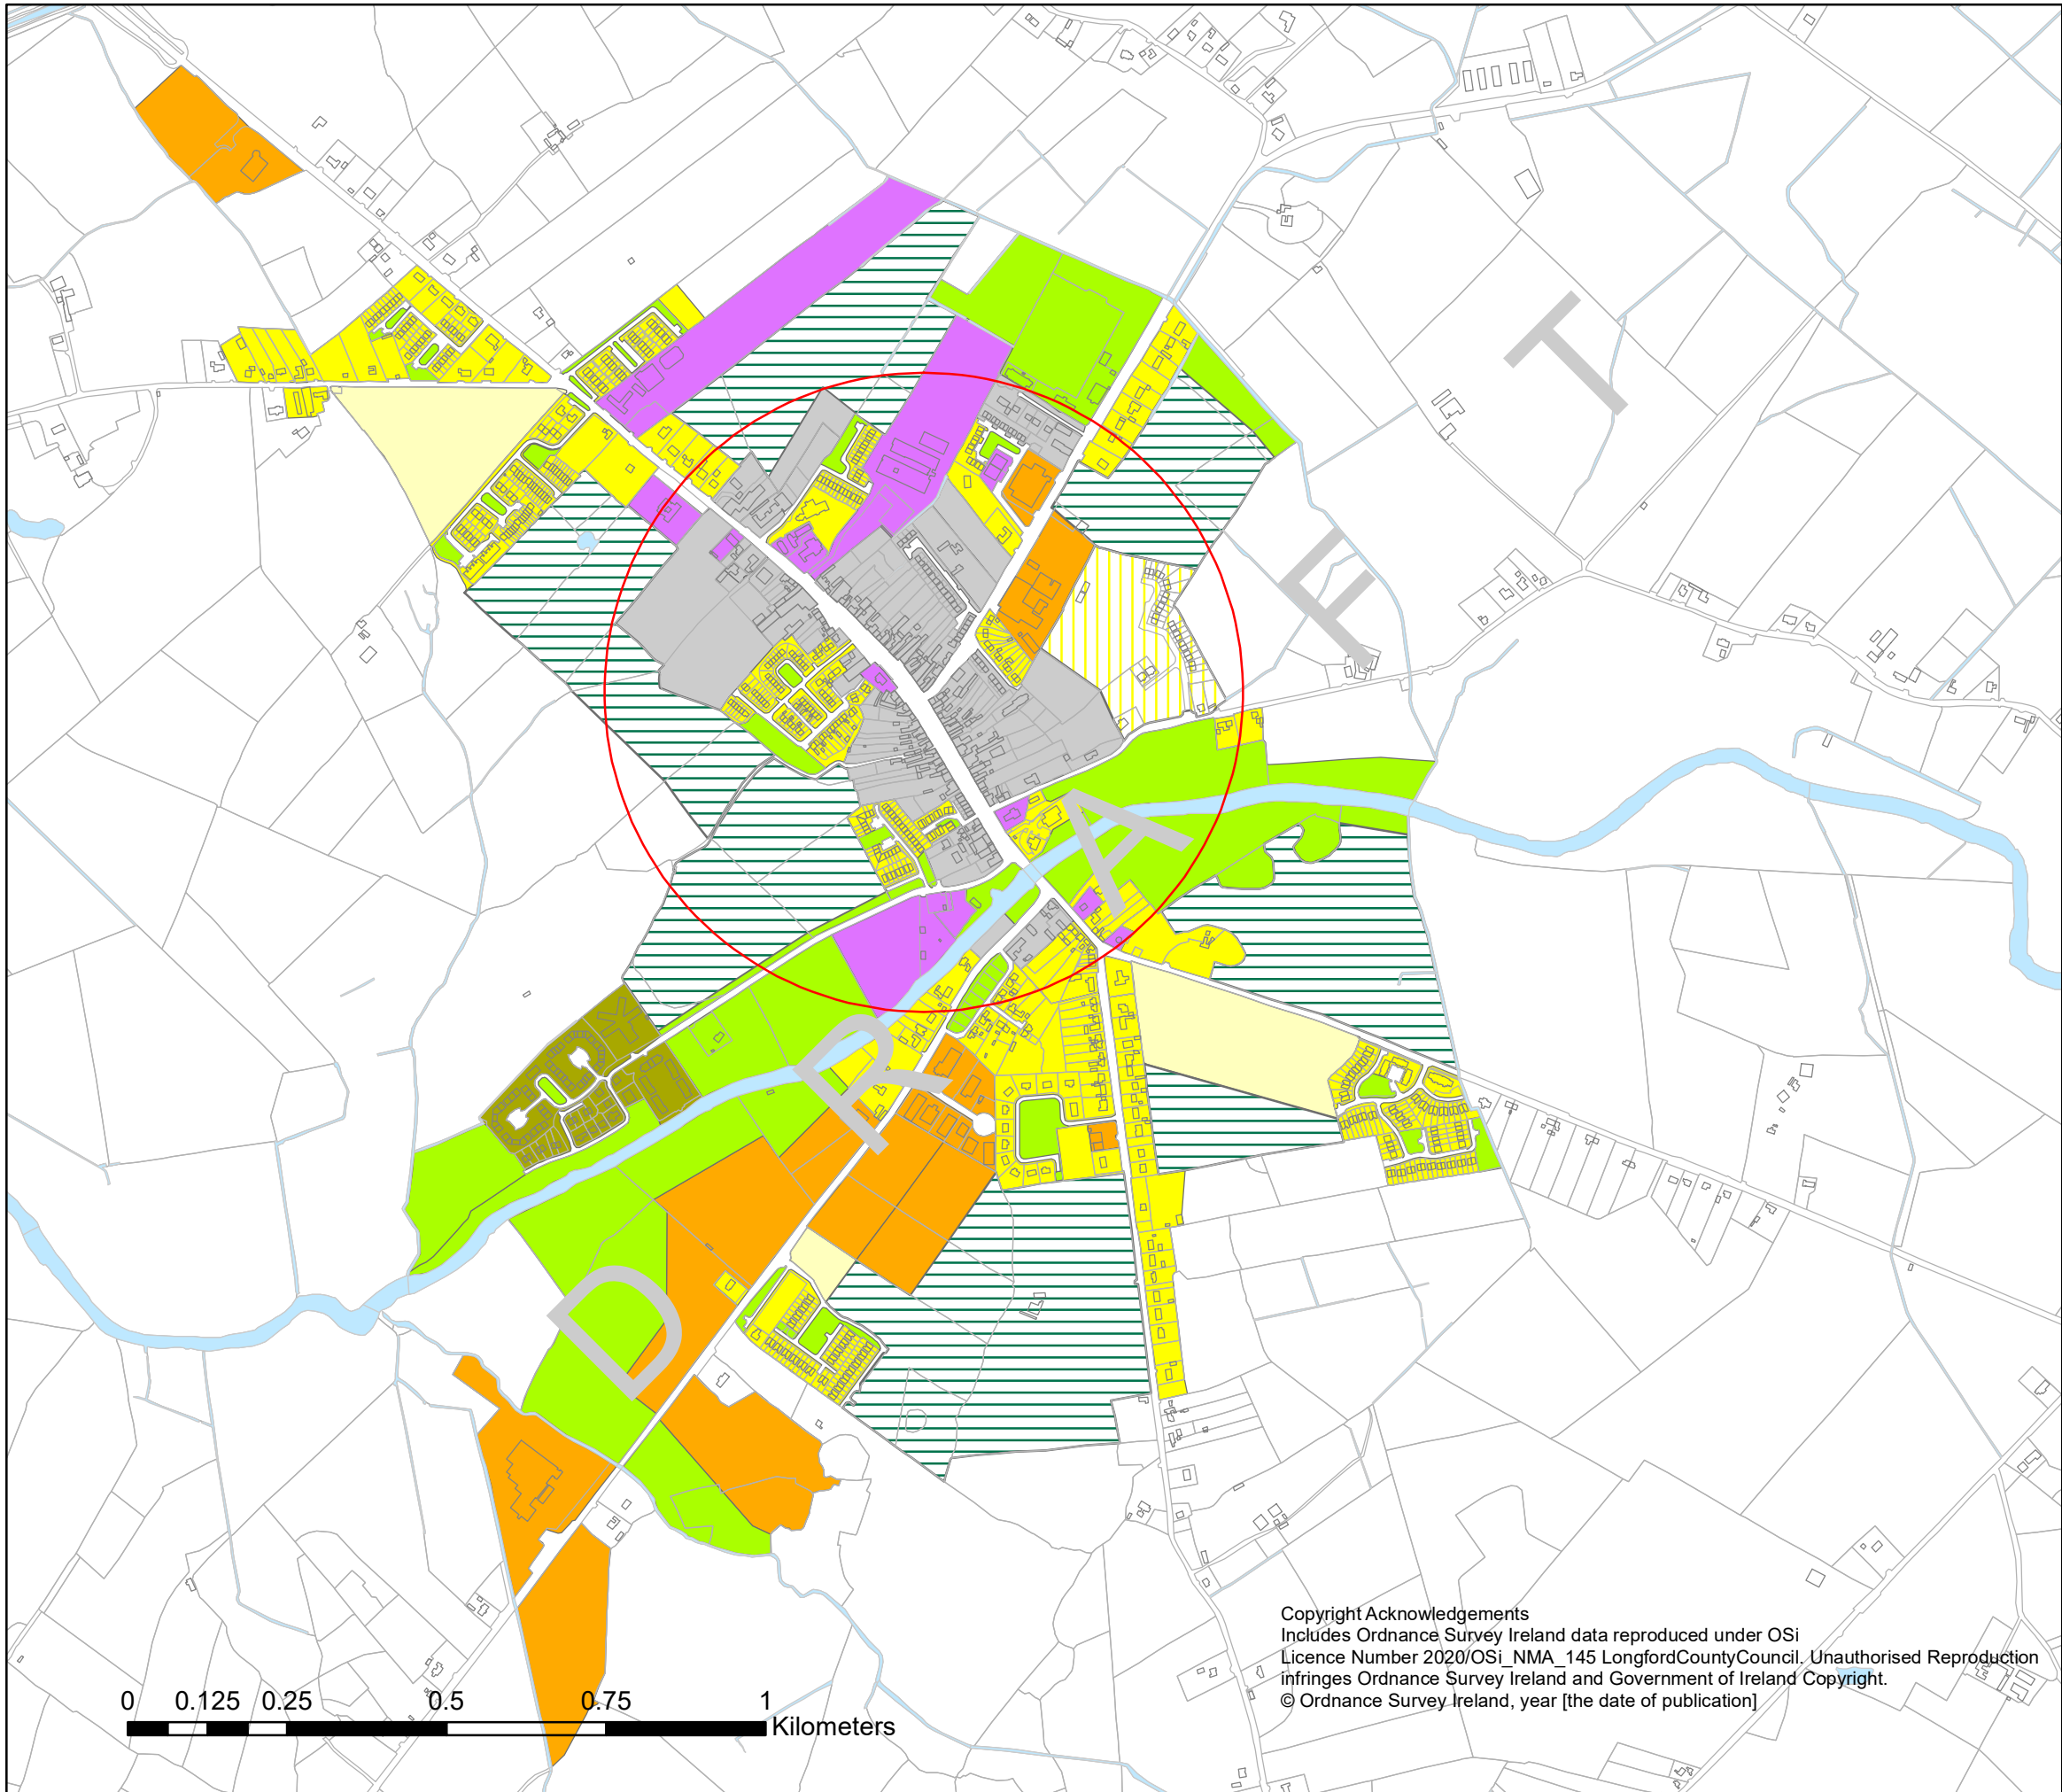 DRAFT
Copyright Acknowledgements
Includes Ordnance Survey Ireland data reproduced under OSi
Licence Number 2020/OSi_NMA_145 LongfordCountyCouncil. Unauthorised Reproduction
infringes Ordnance Survey Ireland and Government of Ireland Copyright.
© Ordnance Survey Ireland, year [the date of publication]
0 0.125 0.25 0.5 0.75 1
Kilometers